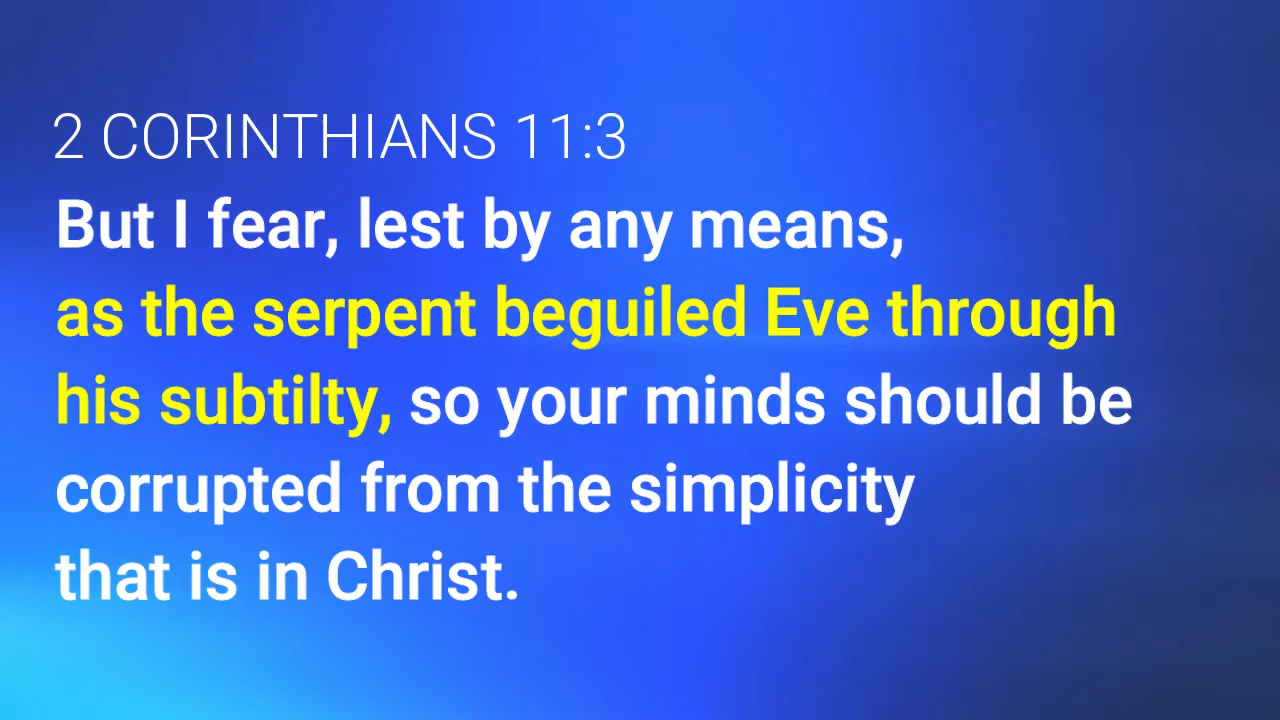 2 CORINTHIANS 11:3
But I fear, lest by any means,
as the serpent beguiled Eve through
his subtilty, so your minds should be
corrupted from the simplicity
that is in Christ.